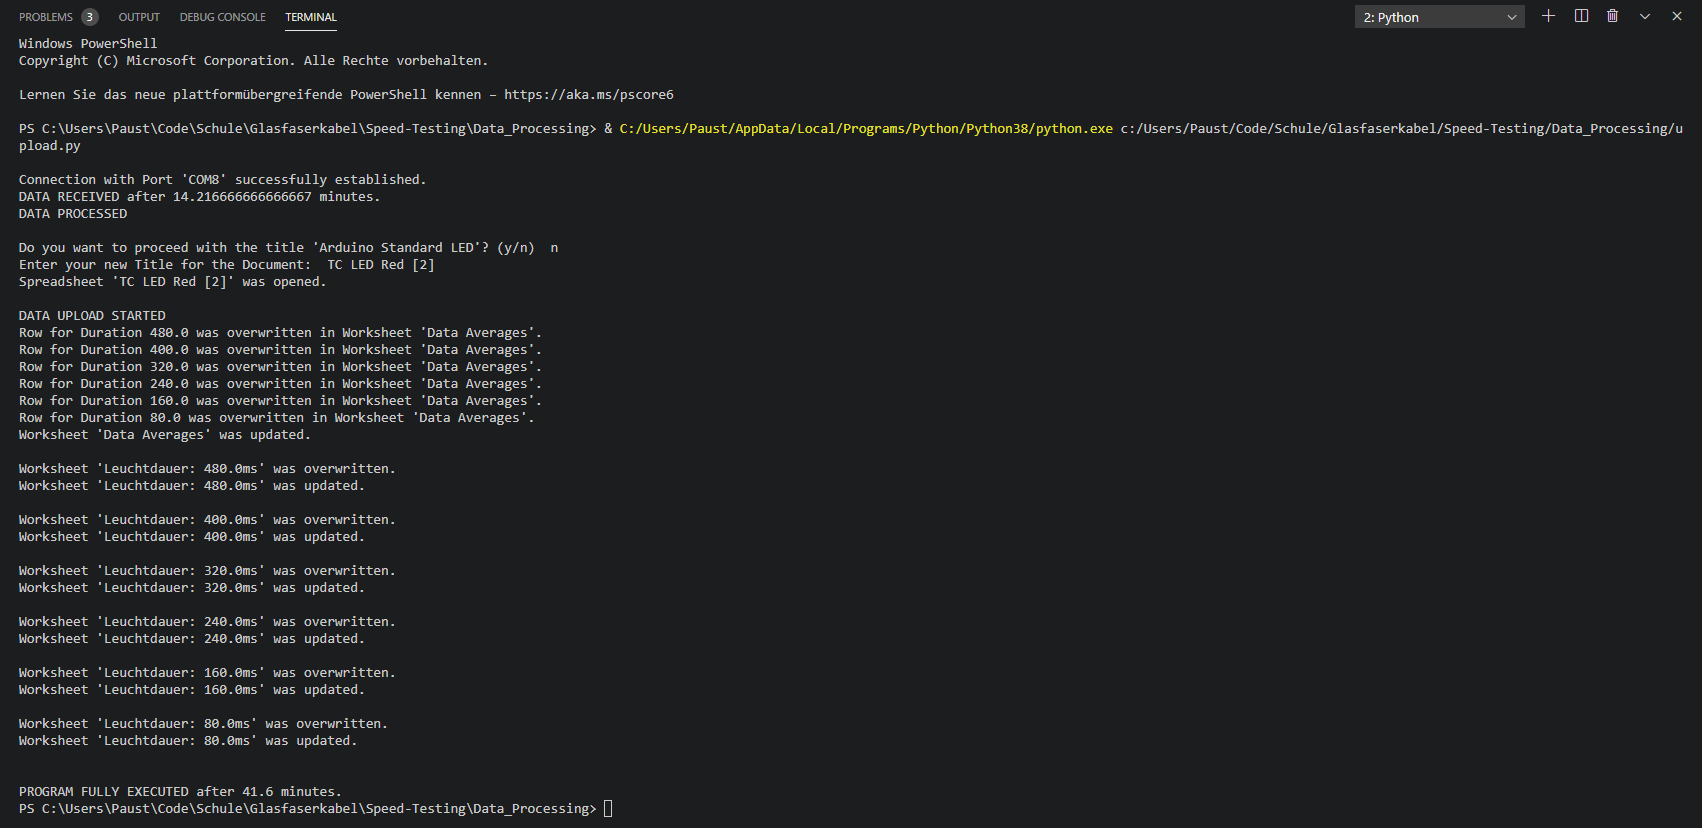 PROBLEMS 3 OUTPUT DEBUG CONSOLE TERMINAL 2: Python
Windows PowerShell
Copyright (C) Microsoft Corporation. Alle Rechte vorbehalten.
Lernen Sie das neue plattformübergreifende PowerShell kennen – https://aka.ms/pscore6
PS C:\Users\Paust\Code\Schule\Glasfaserkabel\Speed-Testing\Data_Processing> & C:/Users/Paust/AppData/Local/Programs/Python/Python38/python.exe c:/Users/Paust/Code/Schule/Glasfaserkabel/Speed-Testing/Data_Processing/u
pload.py
Connection with Port 'COM8' successfully established.
DATA RECEIVED after 14.216666666666667 minutes.
DATA PROCESSED
Do you want to proceed with the title 'Arduino Standard LED'? (y/n)  n
Enter your new Title for the Document:  TC LED Red [2]
Spreadsheet 'TC LED Red [2]' was opened.
DATA UPLOAD STARTED
Row for Duration 480.0 was overwritten in Worksheet 'Data Averages'.
Row for Duration 400.0 was overwritten in Worksheet 'Data Averages'.
Row for Duration 320.0 was overwritten in Worksheet 'Data Averages'.
Row for Duration 240.0 was overwritten in Worksheet 'Data Averages'.
Row for Duration 160.0 was overwritten in Worksheet 'Data Averages'.
Row for Duration 80.0 was overwritten in Worksheet 'Data Averages'.
Worksheet 'Data Averages' was updated.
Worksheet 'Leuchtdauer: 480.0ms' was overwritten.
Worksheet 'Leuchtdauer: 480.0ms' was updated.
Worksheet 'Leuchtdauer: 400.0ms' was overwritten.
Worksheet 'Leuchtdauer: 400.0ms' was updated.
Worksheet 'Leuchtdauer: 320.0ms' was overwritten.
Worksheet 'Leuchtdauer: 320.0ms' was updated.
Worksheet 'Leuchtdauer: 240.0ms' was overwritten.
Worksheet 'Leuchtdauer: 240.0ms' was updated.
Worksheet 'Leuchtdauer: 160.0ms' was overwritten.
Worksheet 'Leuchtdauer: 160.0ms' was updated.
Worksheet 'Leuchtdauer: 80.0ms' was overwritten.
Worksheet 'Leuchtdauer: 80.0ms' was updated.
PROGRAM FULLY EXECUTED after 41.6 minutes.
PS C:\Users\Paust\Code\Schule\Glasfaserkabel\Speed-Testing\Data_Processing>